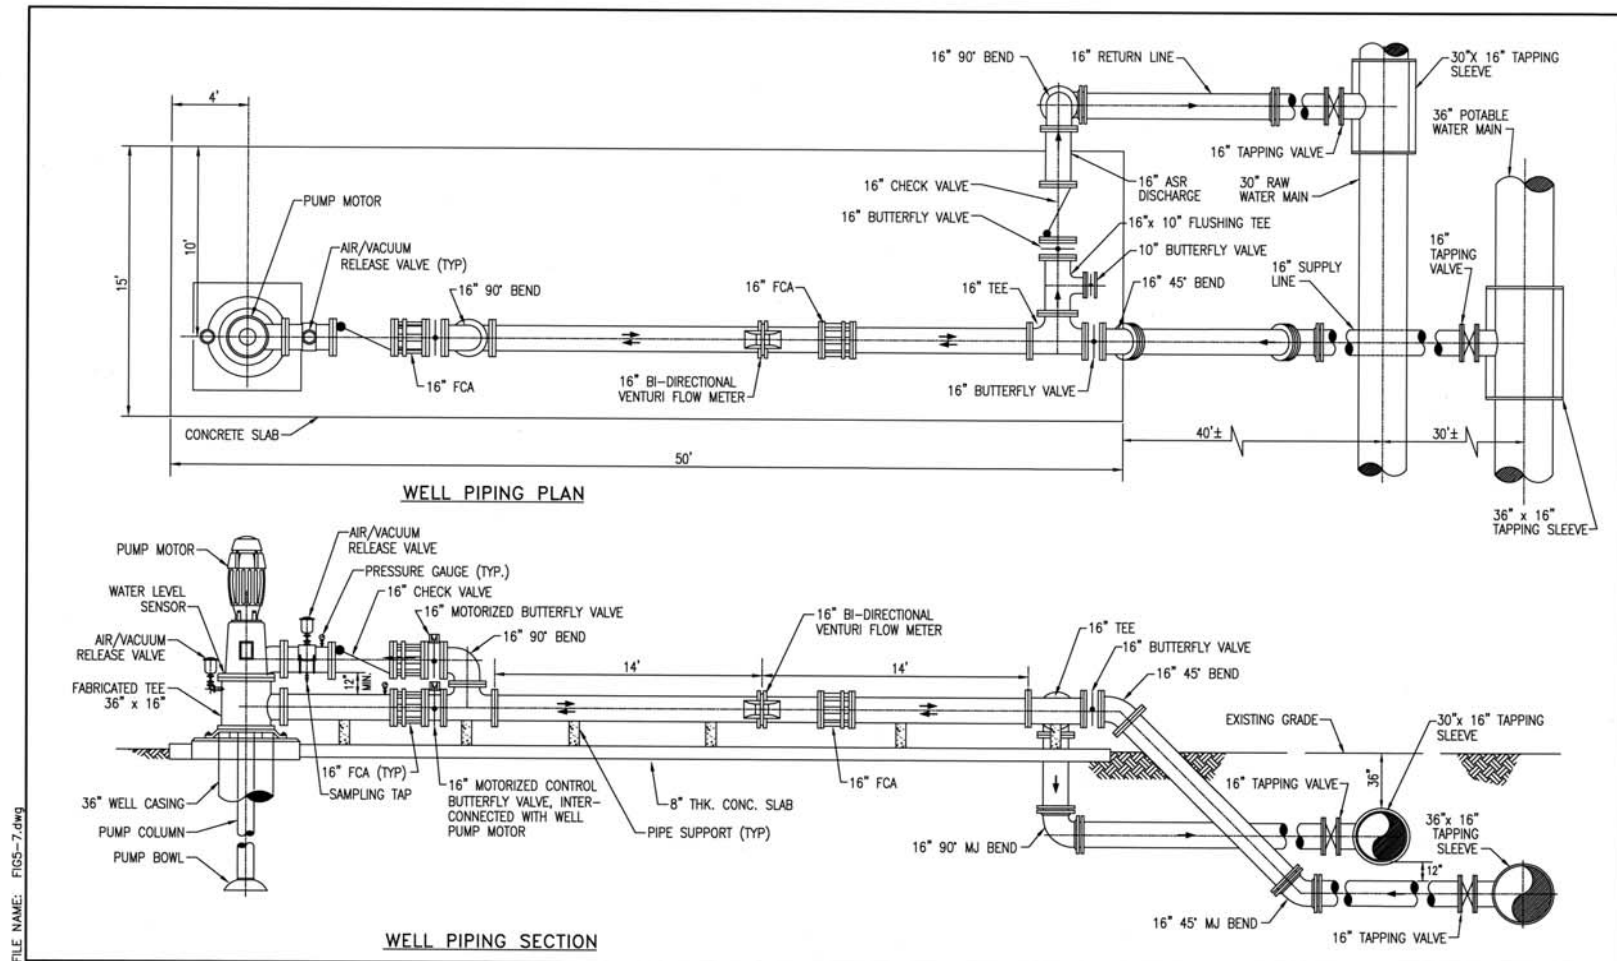 16" 90° BEND
16" RETURN LINE
30"X 16" TAPPING
SLEEVE
36" POTABLE
WATER MAIN
4'
16" TAPPING VALVE
16" CHECK VALVE
16" ASR
DISCHARGE
30" RAW
WATER MAIN
PUMP MOTOR
10'
15'
16" BUTTERFLY VALVE
16"x 10" FLUSHING TEE
AIR/VACUUM
RELEASE VALVE (TYP)
10" BUTTERFLY VALVE
16"
TAPPING
VALVE
16" 90° BEND
16" FCA
16" TEE
16" 45° BEND
16" SUPPLY
LINE
16" FCA
16" BI-DIRECTIONAL
VENTURI FLOW METER
16" BUTTERFLY VALVE
CONCRETE SLAB
40'±
30'±
50'
WELL PIPING PLAN
36" x 16"
TAPPING SLEEVE
AIR/VACUUM
RELEASE VALVE
PUMP MOTOR
PRESSURE GAUGE (TYP.)
WATER LEVEL
SENSOR
16" CHECK VALVE
16" MOTORIZED BUTTERFLY VALVE
16" BI-DIRECTIONAL
VENTURI FLOW METER
16" 90° BEND
16" TEE
AIR/VACUUM
RELEASE VALVE
16" BUTTERFLY VALVE
14'
14'
16" 45° BEND
12"
MIN.
FABRICATED TEE
36" x 16"
EXISTING GRADE
30"x 16" TAPPING
SLEEVE
36"
16" FCA (TYP)
SAMPLING TAP
16" MOTORIZED CONTROL
BUTTERFLY VALVE, INTER-
CONNECTED WITH WELL
PUMP MOTOR
16" FCA
16" TAPPING VALVE
36" WELL CASING
8" THK. CONC. SLAB
36"x 16"
TAPPING
SLEEVE
PUMP COLUMN
PIPE SUPPORT (TYP)
16" 90° MJ BEND
PUMP BOWL
12"
16" 45° MJ BEND
16" TAPPING VALVE
WELL PIPING SECTION
FILE NAME: FIG5-7.dwg